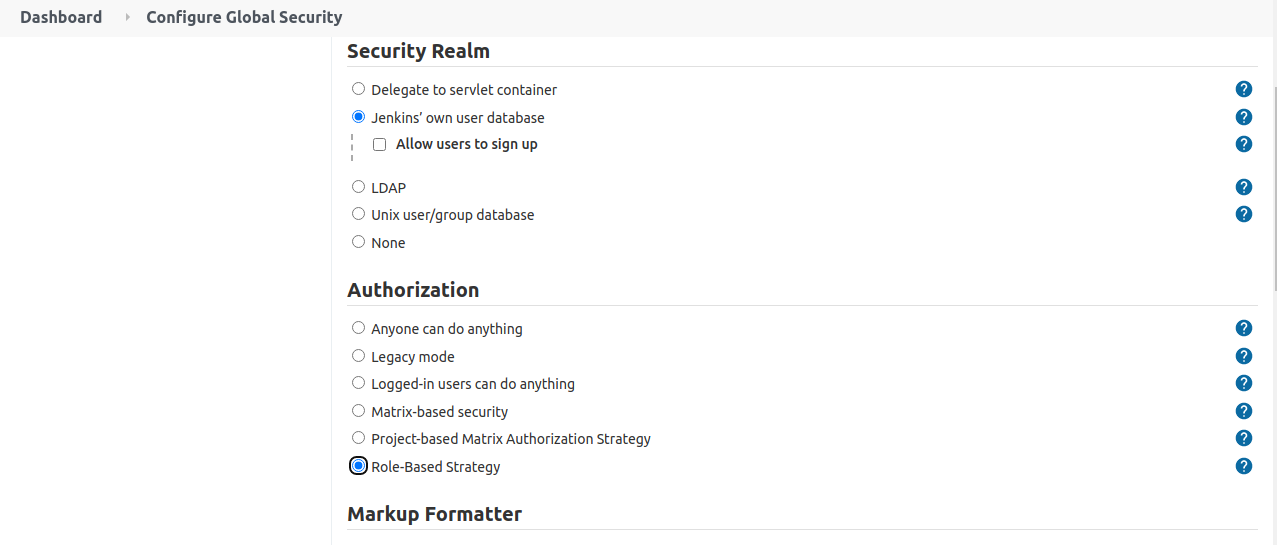 Dashboard Configure Global Security
Security Realm
Delegate to servlet container ?
Jenkins’ own user database ?
Allow users to sign up ?
LDAP ?
Unix user/group database ?
None
Authorization
Anyone can do anything ?
Legacy mode ?
Logged-in users can do anything ?
Matrix-based security ?
Project-based Matrix Authorization Strategy ?
Role-Based Strategy ?
Markup Formatter